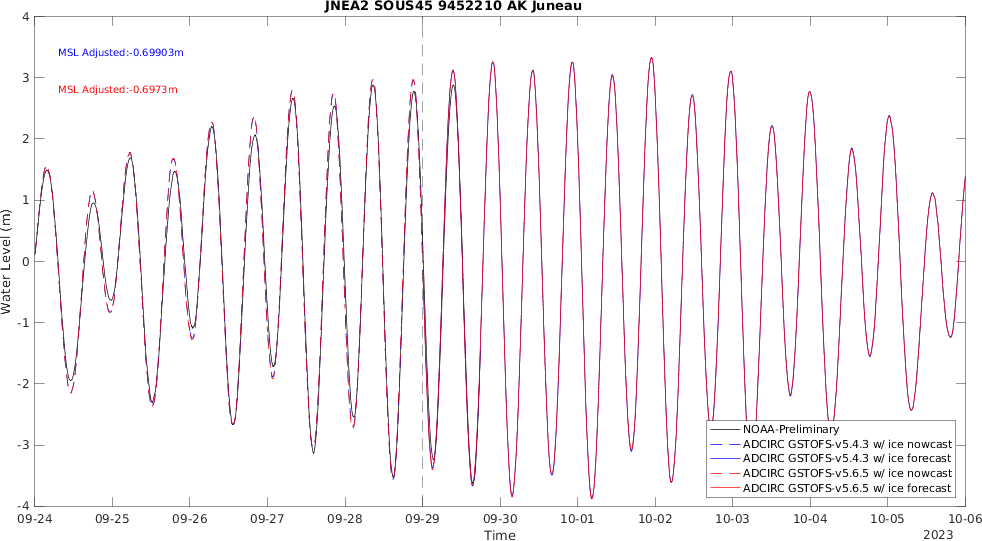 JNEA2 SOUS45 9452210 AK Juneau
MSL Adjusted:-0.69903m
MSL Adjusted:-0.6973m
Water Level (m)
4
3
2
1
0
-1
-2
-3
-4
NOAA-Preliminary
ADCIRC GSTOFS-v5.4.3 w/ ice nowcast
ADCIRC GSTOFS-v5.4.3 w/ ice forecast
ADCIRC GSTOFS-v5.6.5 w/ ice nowcast
ADCIRC GSTOFS-v5.6.5 w/ ice forecast
09-24 09-25 09-26 09-27 09-28 09-29 09-30 10-01 10-02 10-03 10-04 10-05 10-06
Time
2023